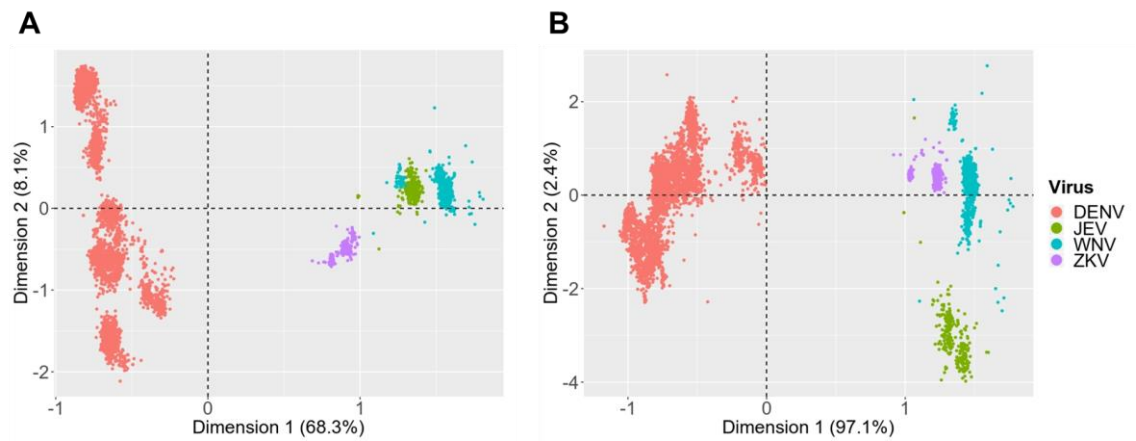 A
B
1
0
-1
-2
Dimension 2 (8.1%)
-1
0
1
Dimension 1 (68.3%)
2
0
-2
-4
Dimension 2 (2.4%)
-1
0
1
Dimension 1 (97.1%)
Virus
DENV
JEV
WNV
ZKV